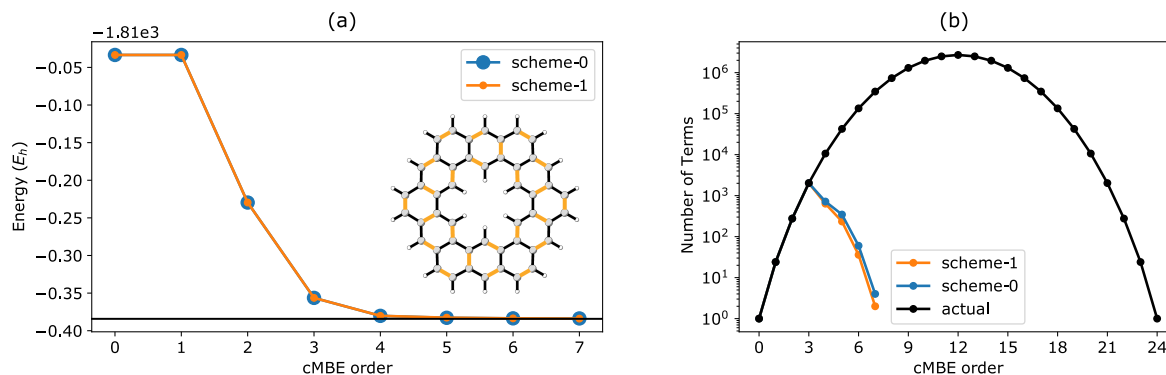 (a)
−1.81e3
Energy (E_h)
−0.05
−0.10
−0.15
−0.20
−0.25
−0.30
−0.35
−0.40
scheme-0
scheme-1
0 1 2 3 4 5 6 7
cMBE order
(b)
Number of Terms
10^6
10^5
10^4
10^3
10^2
10^1
10^0
scheme-1
scheme-0
actual
0 3 6 9 12 15 18 21 24
cMBE order